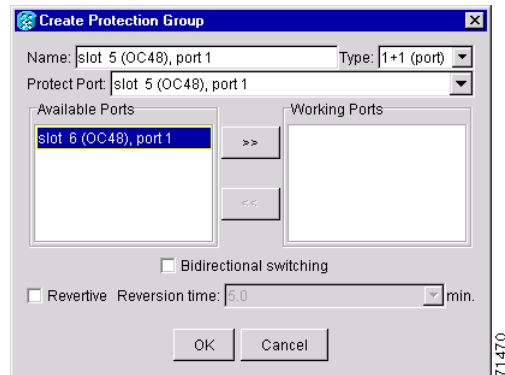 Create Protection Group
Name: slot 5 (OC48), port 1 Type: 1+1 (port)
Protect Port: slot 5 (OC48), port 1
Available Ports Working Ports
slot 6 (OC48), port 1
>>
<<
Bidirectional switching
Revertive Reversion time: 5.0 min.
OK Cancel
71470